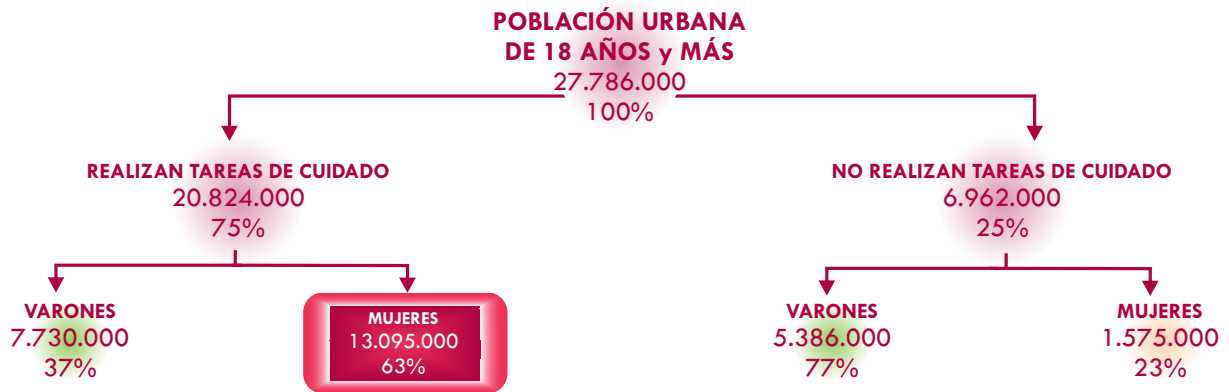 POBLACIÓN URBANA
DE 18 AÑOS y MÁS
27.786.000
100%
REALIZAN TAREAS DE CUIDADO
20.824.000
75%
NO REALIZAN TAREAS DE CUIDADO
6.962.000
25%
VARONES
7.730.000
37%
MUJERES
13.095.000
63%
VARONES
5.386.000
77%
MUJERES
1.575.000
23%